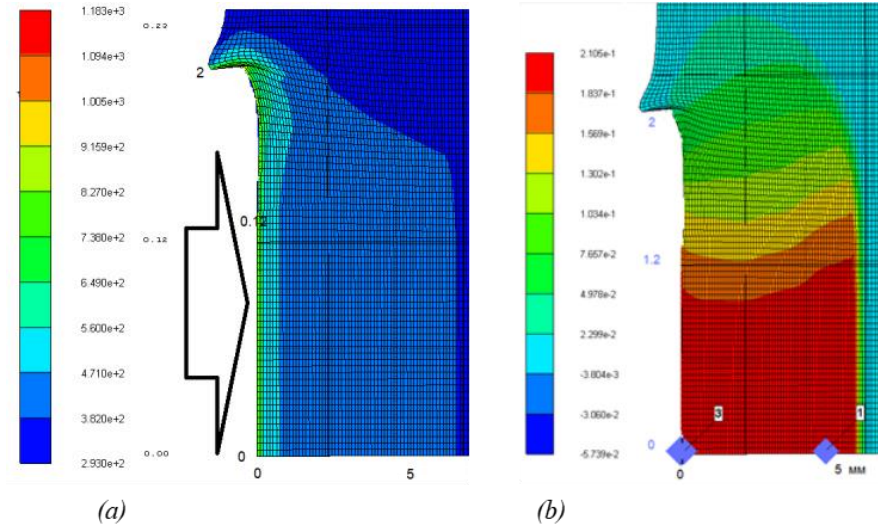 1.183e+3
1.094e+3
1.005e+3
9.159e+2
8.270e+2
7.380e+2
6.490e+2
5.600e+2
4.710e+2
3.820e+2
2.930e+2
0.23
0.12
0.00
2
0.12
0
0
5
(a)
2.105e-1
1.837e-1
1.569e-1
1.302e-1
1.034e-1
7.657e-2
4.978e-2
2.299e-2
-3.804e-3
-3.060e-2
-5.739e-2
2
1.2
0
3
1
0
5 мм
(b)